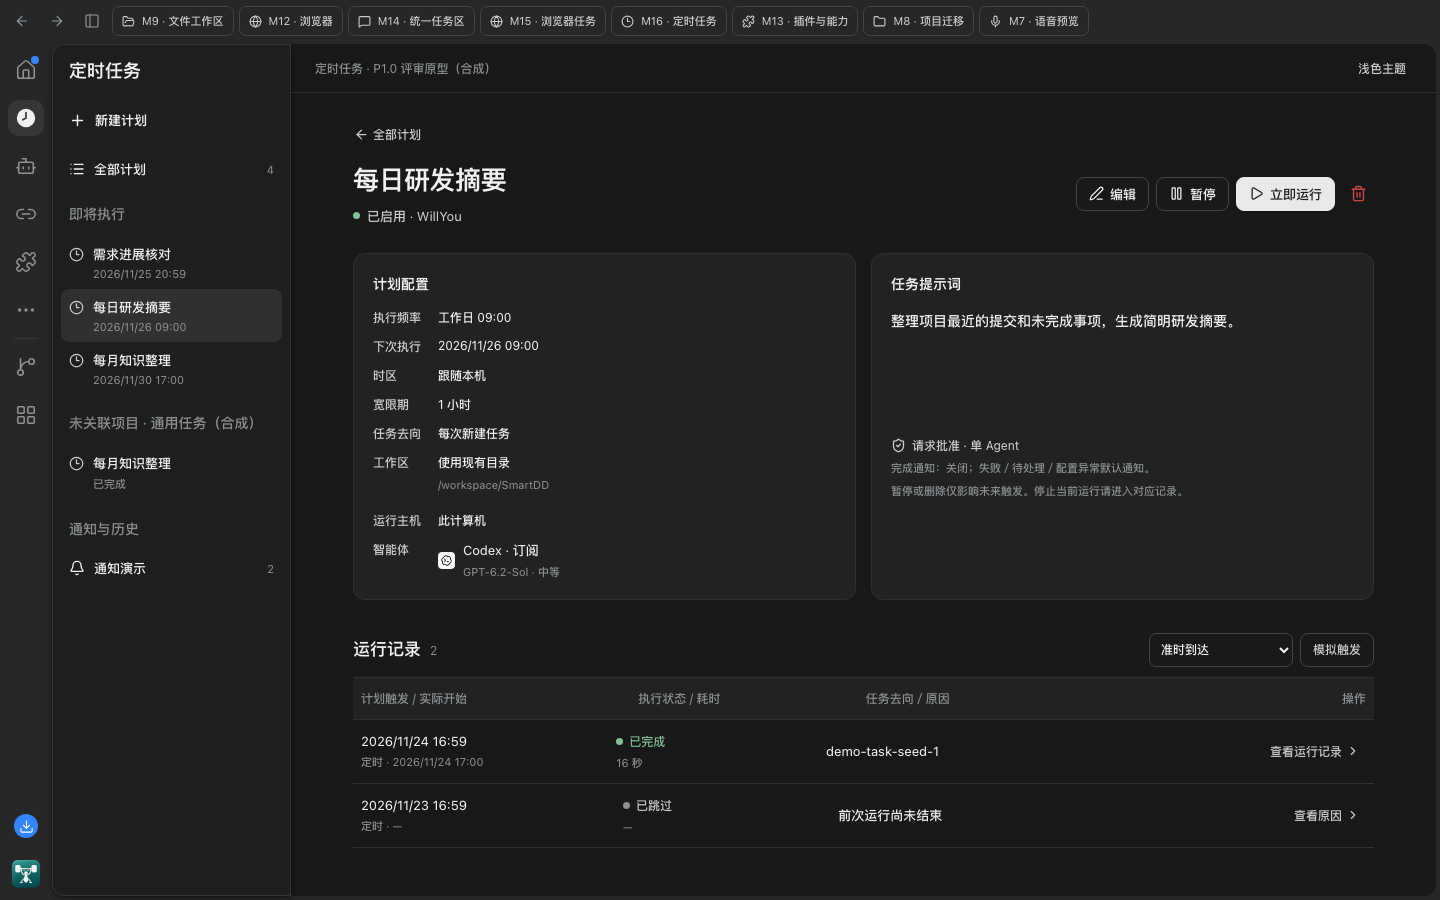 M9 · 文件工作区
M12 · 浏览器
M14 · 统一任务区
M15 · 浏览器任务
M16 · 定时任务
M13 · 插件与能力
M8 · 项目迁移
M7 · 语音预览
定时任务
新建计划
全部计划 4
即将执行
需求进展核对
2026/11/25 20:59
每日研发摘要
2026/11/26 09:00
每月知识整理
2026/11/30 17:00
未关联项目 · 通用任务（合成）
每月知识整理
已完成
通知与历史
通知演示 2
定时任务 · P1.0 评审原型（合成）
浅色主题
全部计划
每日研发摘要
已启用 · WillYou
编辑
暂停
立即运行
计划配置
执行频率 工作日 09:00
下次执行 2026/11/26 09:00
时区 跟随本机
宽限期 1 小时
任务去向 每次新建任务
工作区 使用现有目录
/workspace/SmartDD
运行主机 此计算机
智能体 Codex · 订阅
GPT-6.2-Sol · 中等
任务提示词
整理项目最近的提交和未完成事项，生成简明研发摘要。
请求批准 · 单 Agent
完成通知：关闭；失败 / 待处理 / 配置异常默认通知。
暂停或删除仅影响未来触发。停止当前运行请进入对应记录。
运行记录 2
准时到达
模拟触发
计划触发 / 实际开始 执行状态 / 耗时 任务去向 / 原因 操作
2026/11/24 16:59 已完成 demo-task-seed-1 查看运行记录
定时 · 2026/11/24 17:00 16 秒
2026/11/23 16:59 已跳过 前次运行尚未结束 查看原因
定时 · — —